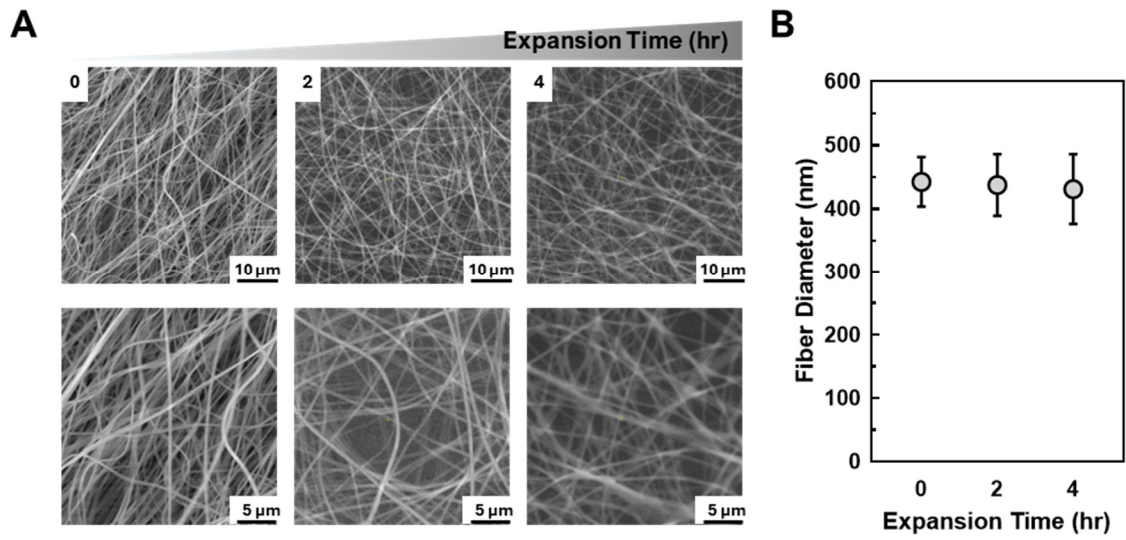 A
Expansion Time (hr)
0
2
4
10 µm
10 µm
10 µm
5 µm
5 µm
5 µm
B
600
500
400
300
200
100
0
Fiber Diameter (nm)
0 2 4
Expansion Time (hr)